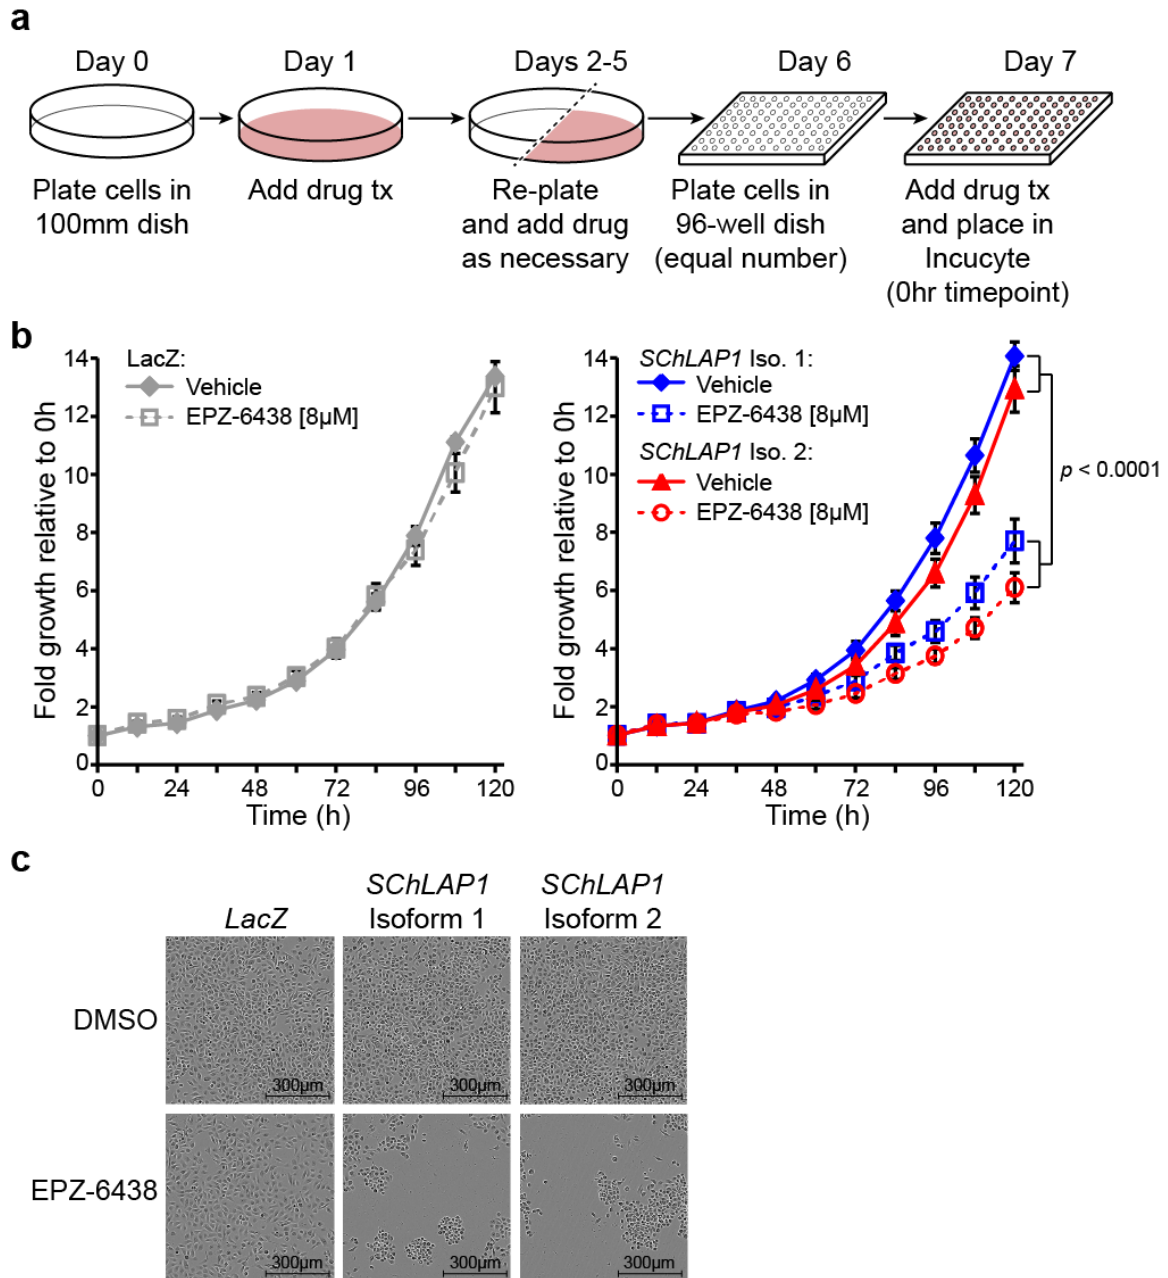 a
Day 0
Day 1
Days 2-5
Day 6
Day 7
Plate cells in
100mm dish
Add drug tx
Re-plate
and add drug
as necessary
Plate cells in
96-well dish
(equal number)
Add drug tx
and place in
Incucyte
(0hr timepoint)
b
Fold growth relative to 0h
14
12
10
8
6
4
2
0
LacZ:
Vehicle
EPZ-6438 [8µM]
0
24
48
72
96
120
Time (h)
Fold growth relative to 0h
14
12
10
8
6
4
2
0
SChLAP1 Iso. 1:
Vehicle
EPZ-6438 [8µM]
SChLAP1 Iso. 2:
Vehicle
EPZ-6438 [8µM]
p < 0.0001
0
24
48
72
96
120
Time (h)
c
LacZ
SChLAP1
Isoform 1
SChLAP1
Isoform 2
DMSO
300µm
300µm
300µm
EPZ-6438
300µm
300µm
300µm